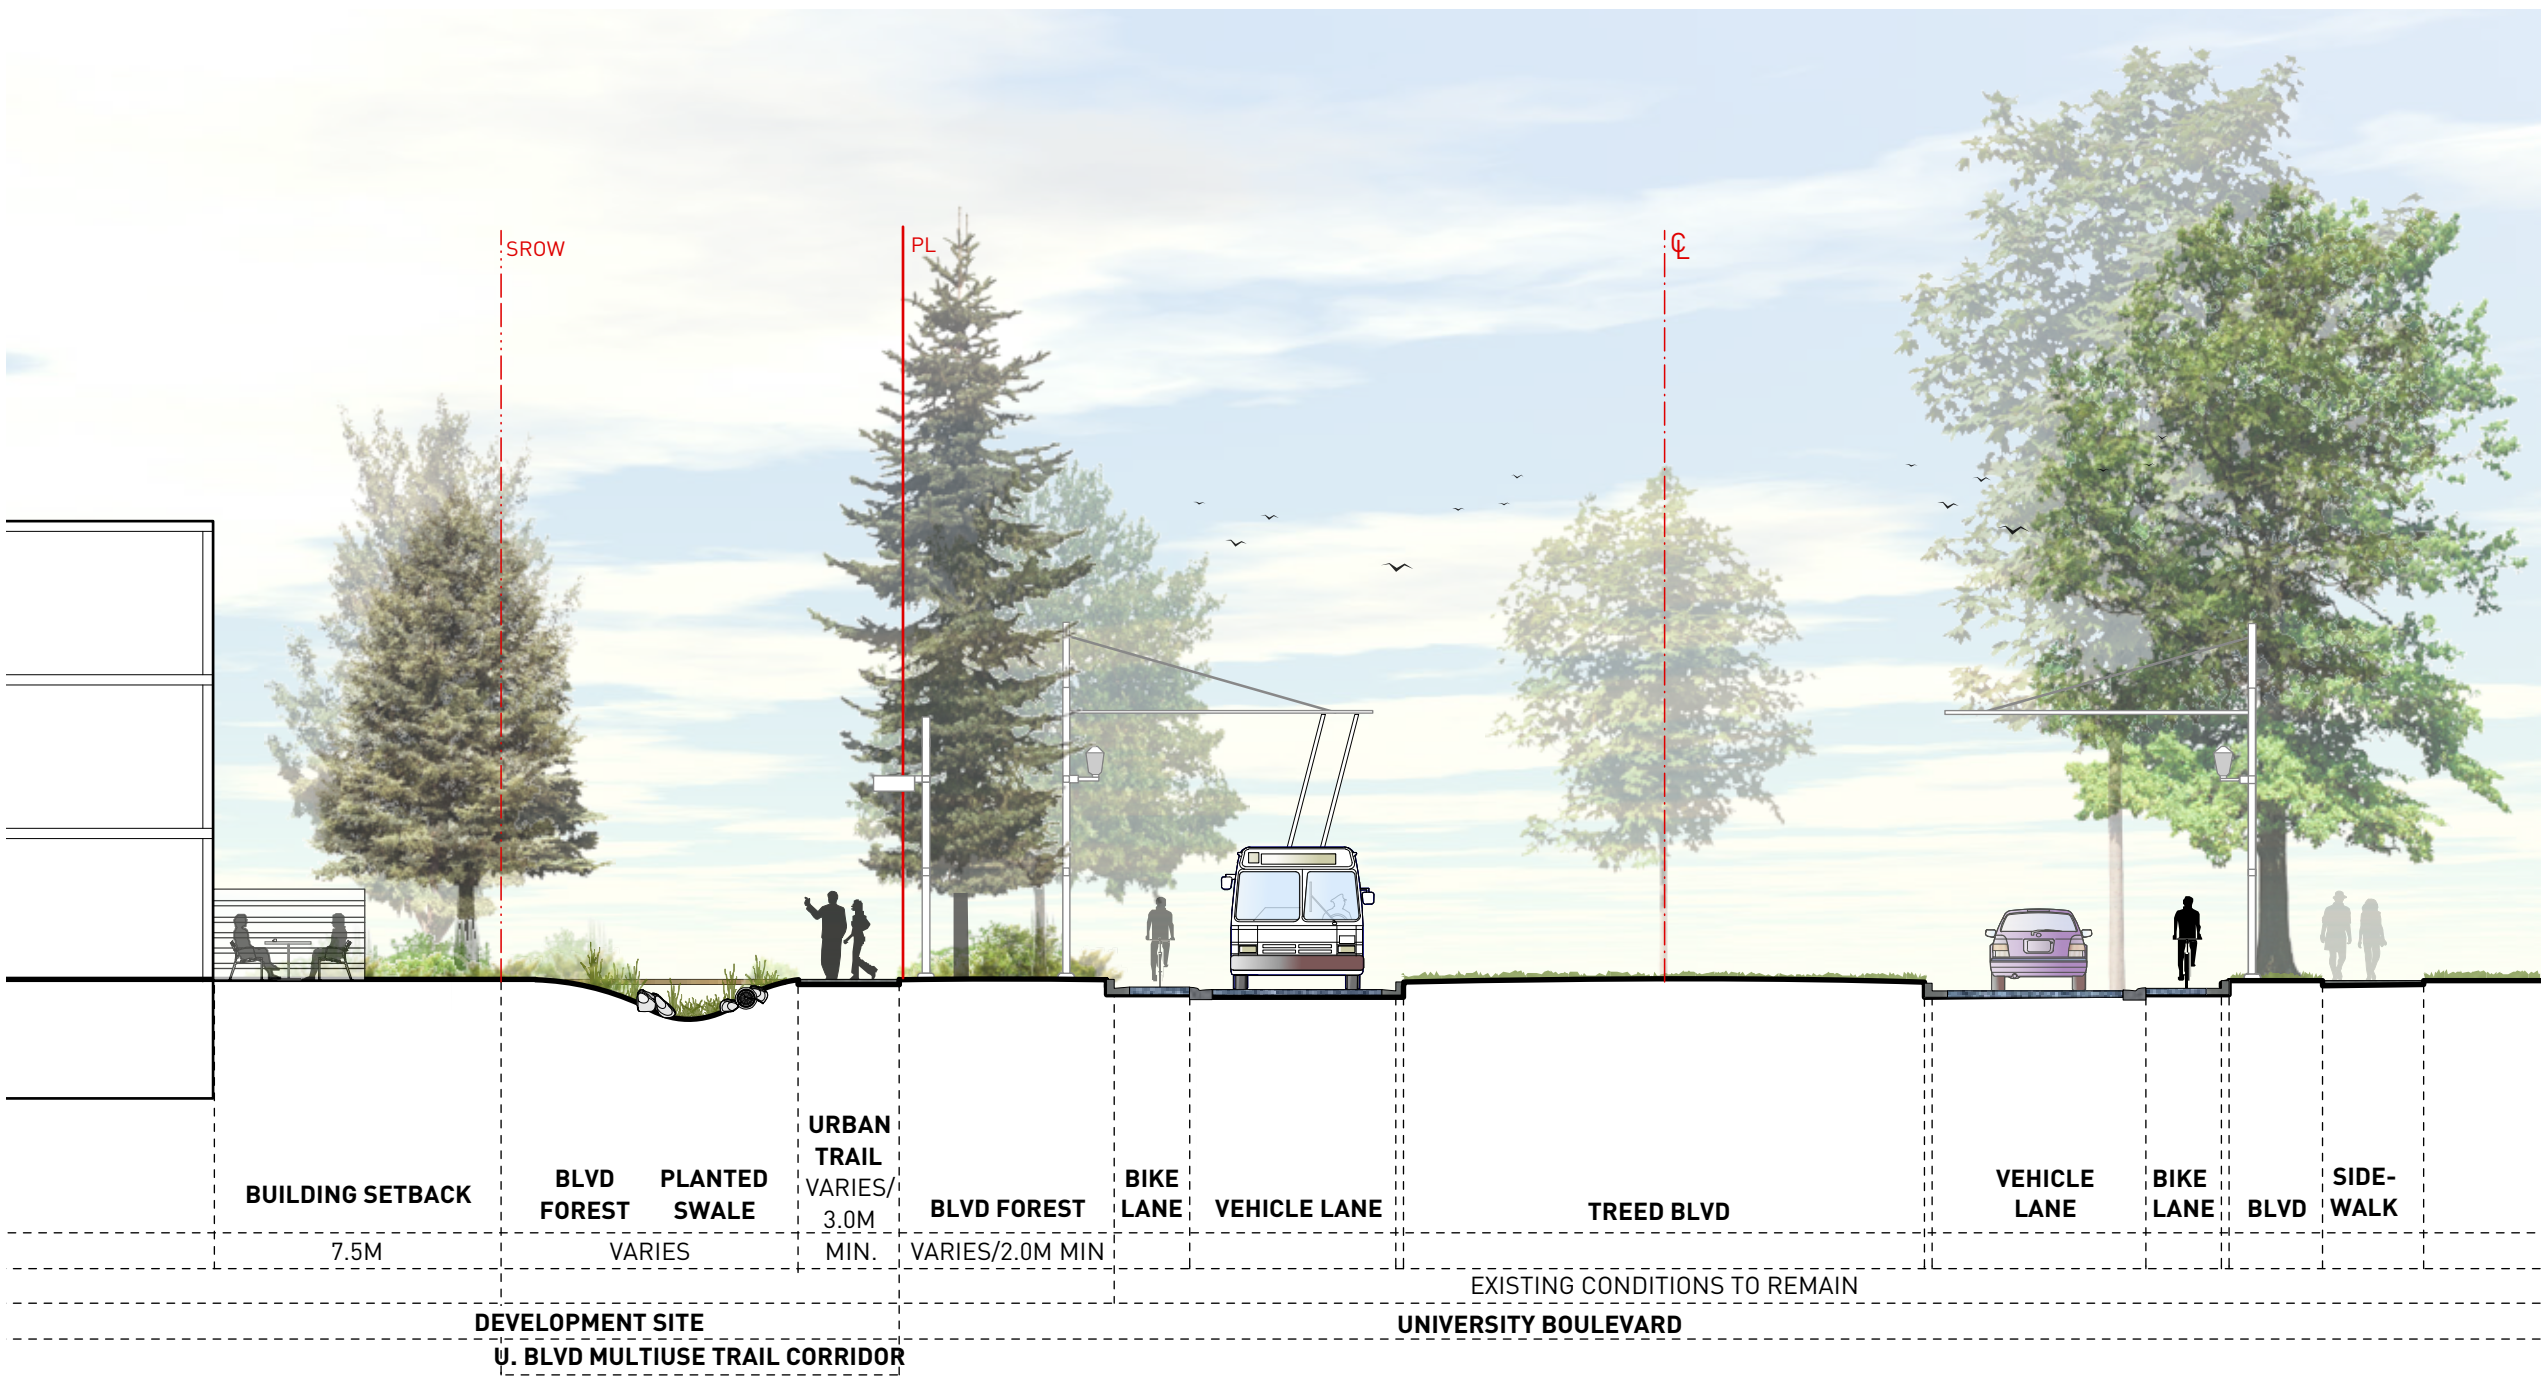 SROW
PL
℄
BUILDING SETBACK
7.5M
BLVD
FOREST
PLANTED
SWALE
VARIES
URBAN
TRAIL
VARIES/
3.0M
MIN.
BLVD FOREST
VARIES/2.0M MIN
BIKE
LANE
VEHICLE LANE
TREED BLVD
VEHICLE
LANE
BIKE
LANE
BLVD
SIDE-
WALK
EXISTING CONDITIONS TO REMAIN
DEVELOPMENT SITE
UNIVERSITY BOULEVARD
U. BLVD MULTIUSE TRAIL CORRIDOR